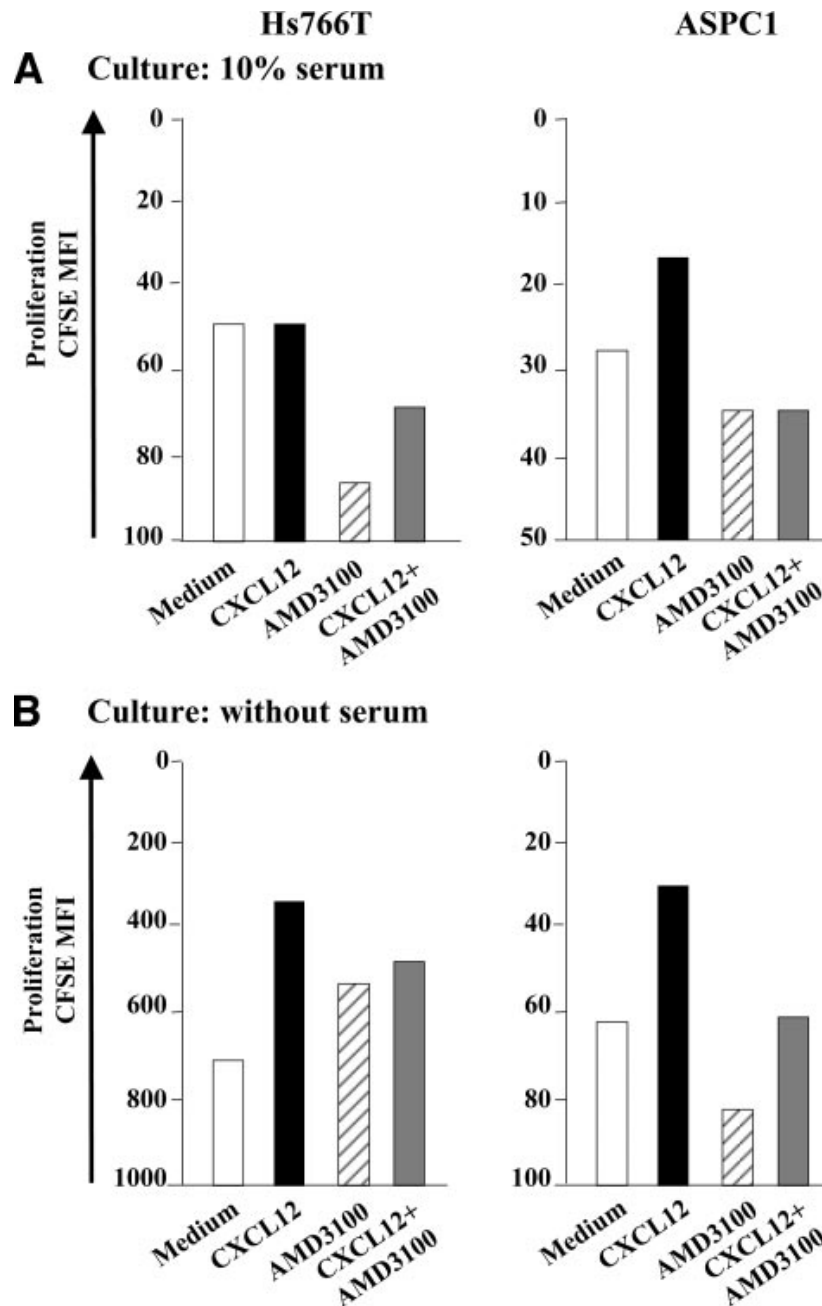 Hs766T
ASPC1
A Culture: 10% serum
Proliferation
CFSE MFI
0
20
40
60
80
100
Medium
CXCL12
AMD3100
CXCL12+
AMD3100
0
10
20
30
40
50
Medium
CXCL12
AMD3100
CXCL12+
AMD3100
B Culture: without serum
Proliferation
CFSE MFI
0
200
400
600
800
1000
Medium
CXCL12
AMD3100
CXCL12+
AMD3100
0
20
40
60
80
100
Medium
CXCL12
AMD3100
CXCL12+
AMD3100